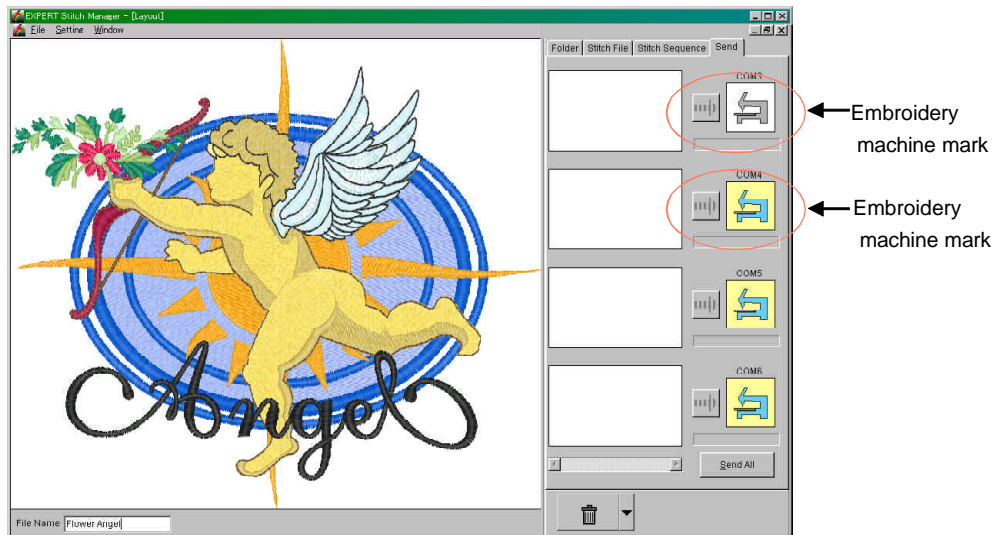 EXPERT Stitch Manager - [Layout]
File Setting Window
Folder Stitch File Stitch Sequence Send
COM3
Embroidery
machine mark
COM4
Embroidery
machine mark
COM5
COM6
Angel
Send All
File Name Flower Angel